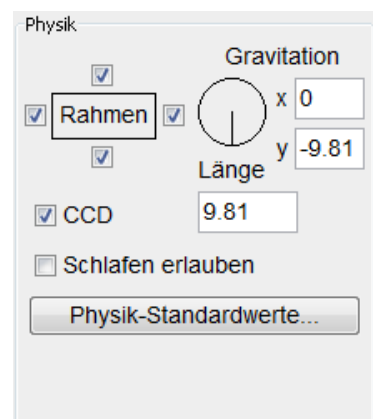 Physik
Gravitation
Rahmen
x 0
y -9.81
Länge
CCD
9.81
Schlafen erlauben
Physik-Standardwerte...